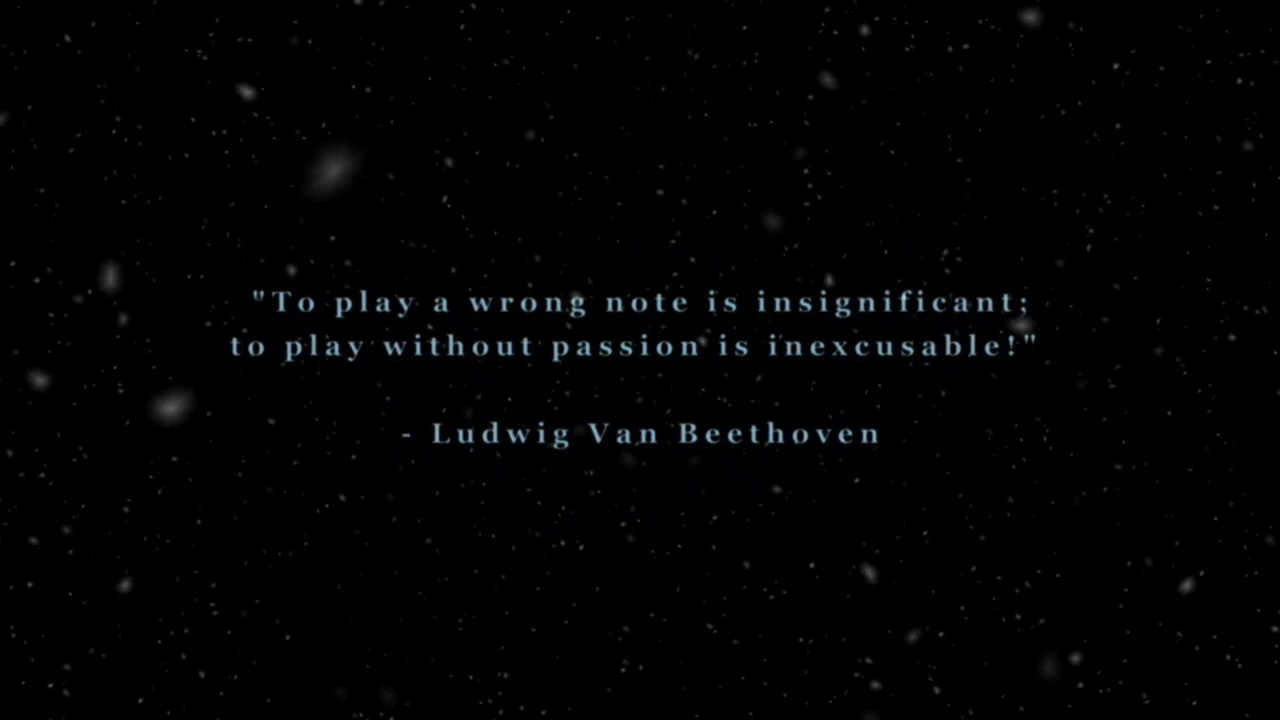 "To play a wrong note is insignificant;
to play without passion is inexcusable!"
- Ludwig Van Beethoven